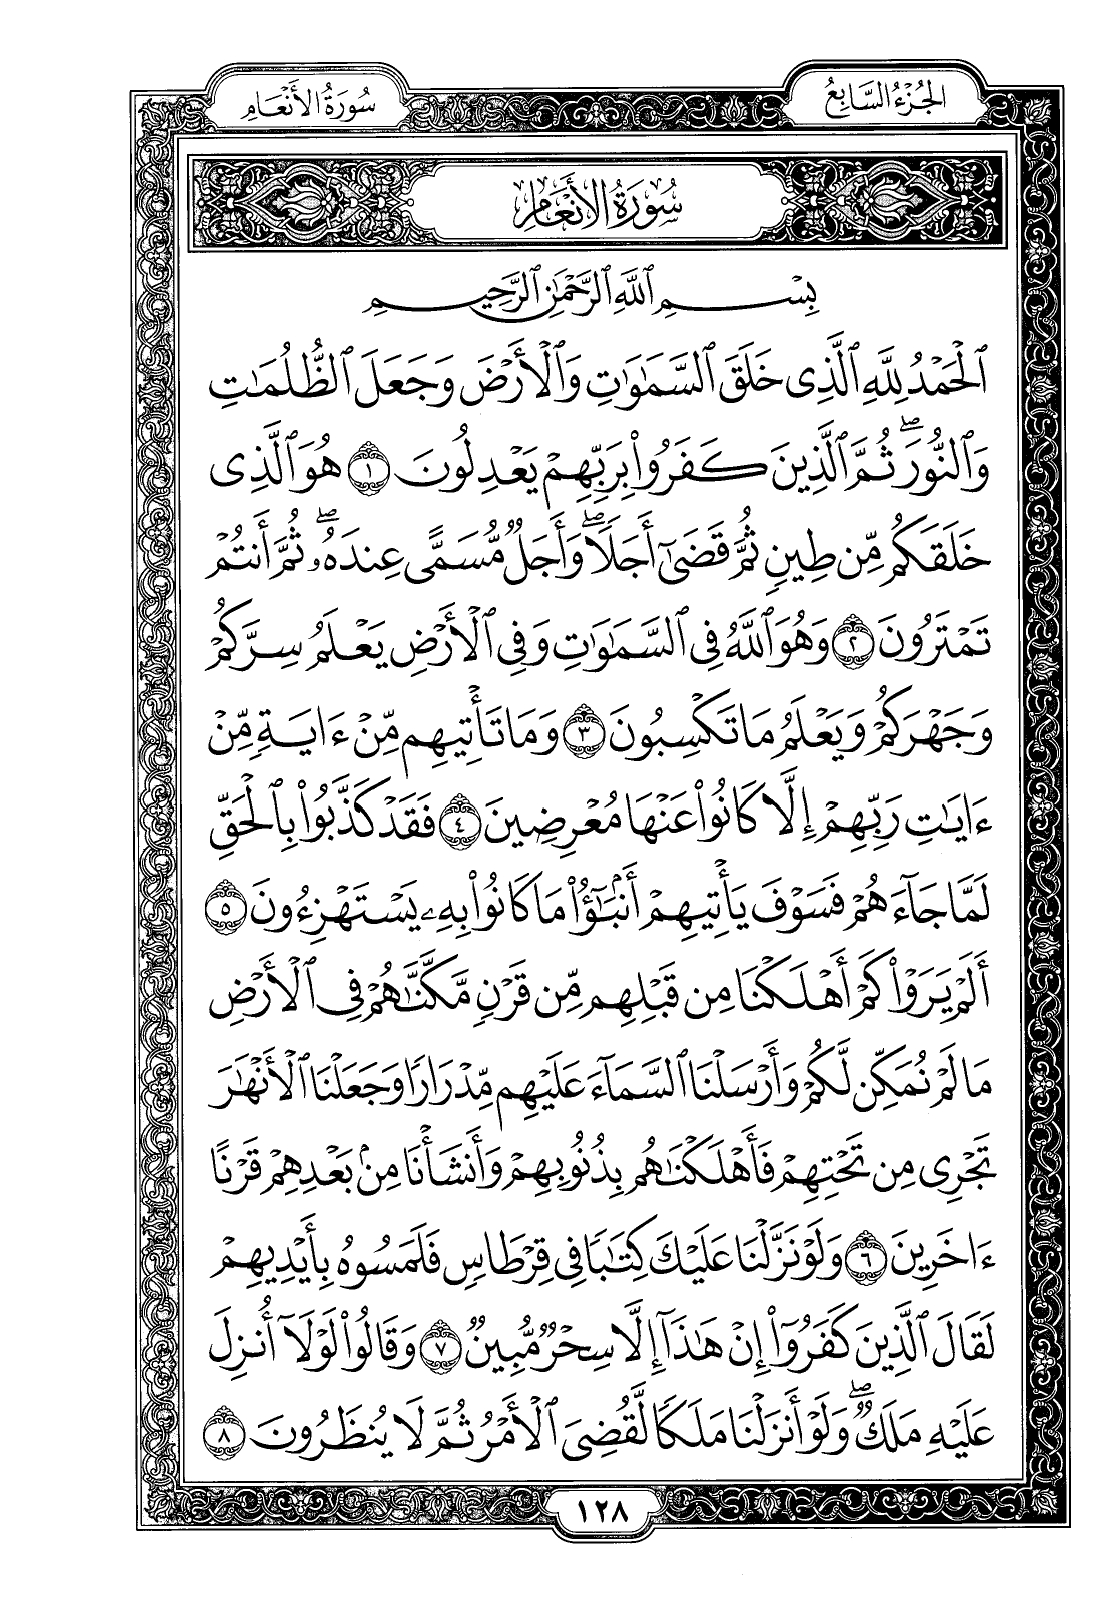 الجُزْءُ السَّابِعُ
سُورَةُ الأَنْعَامِ
سُورَةُ الأَنْعَامِ
بِسْمِ ٱللَّهِ ٱلرَّحْمَٰنِ ٱلرَّحِيمِ
ٱلْحَمْدُ لِلَّهِ ٱلَّذِى خَلَقَ ٱلسَّمَٰوَٰتِ وَٱلْأَرْضَ وَجَعَلَ ٱلظُّلُمَٰتِ
وَٱلنُّورَ ۖ ثُمَّ ٱلَّذِينَ كَفَرُوا۟ بِرَبِّهِمْ يَعْدِلُونَ ١ هُوَ ٱلَّذِى
خَلَقَكُم مِّن طِينٍ ثُمَّ قَضَىٰٓ أَجَلًا ۖ وَأَجَلٌ مُّسَمًّى عِندَهُۥ ۖ ثُمَّ أَنتُمْ
تَمْتَرُونَ ٢ وَهُوَ ٱللَّهُ فِى ٱلسَّمَٰوَٰتِ وَفِى ٱلْأَرْضِ يَعْلَمُ سِرَّكُمْ
وَجَهْرَكُمْ وَيَعْلَمُ مَا تَكْسِبُونَ ٣ وَمَا تَأْتِيهِم مِّنْ ءَايَةٍ مِّنْ
ءَايَٰتِ رَبِّهِمْ إِلَّا كَانُوا۟ عَنْهَا مُعْرِضِينَ ٤ فَقَدْ كَذَّبُوا۟ بِٱلْحَقِّ
لَمَّا جَآءَهُمْ فَسَوْفَ يَأْتِيهِمْ أَنۢبَٰٓؤُا۟ مَا كَانُوا۟ بِهِۦ يَسْتَهْزِءُونَ ٥
أَلَمْ يَرَوْا۟ كَمْ أَهْلَكْنَا مِن قَبْلِهِم مِّن قَرْنٍ مَّكَّنَّٰهُمْ فِى ٱلْأَرْضِ
مَا لَمْ نُمَكِّن لَّكُمْ وَأَرْسَلْنَا ٱلسَّمَآءَ عَلَيْهِم مِّدْرَارًا وَجَعَلْنَا ٱلْأَنْهَٰرَ
تَجْرِى مِن تَحْتِهِمْ فَأَهْلَكْنَٰهُم بِذُنُوبِهِمْ وَأَنشَأْنَا مِنۢ بَعْدِهِمْ قَرْنًا
ءَاخَرِينَ ٦ وَلَوْ نَزَّلْنَا عَلَيْكَ كِتَٰبًا فِى قِرْطَاسٍ فَلَمَسُوهُ بِأَيْدِيهِمْ
لَقَالَ ٱلَّذِينَ كَفَرُوٓا۟ إِنْ هَٰذَآ إِلَّا سِحْرٌ مُّبِينٌ ٧ وَقَالُوا۟ لَوْلَآ أُنزِلَ
عَلَيْهِ مَلَكٌ ۖ وَلَوْ أَنزَلْنَا مَلَكًا لَّقُضِىَ ٱلْأَمْرُ ثُمَّ لَا يُنظَرُونَ ٨
١٢٨